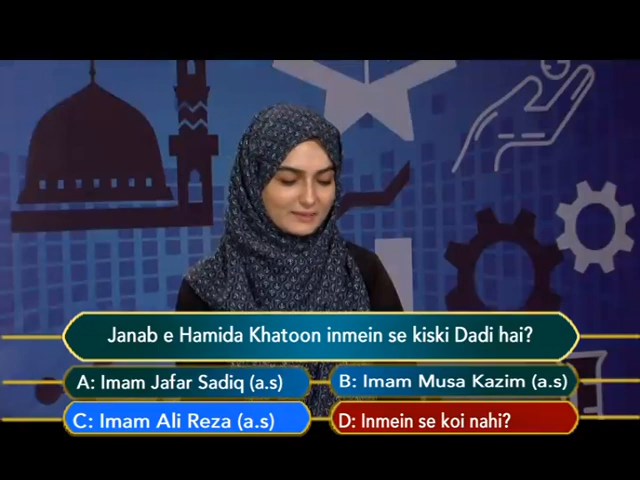 Janab e Hamida Khatoon inmein se kiski Dadi hai?
A: Imam Jafar Sadiq (a.s)
B: Imam Musa Kazim (a.s)
C: Imam Ali Reza (a.s)
D: Inmein se koi nahi?